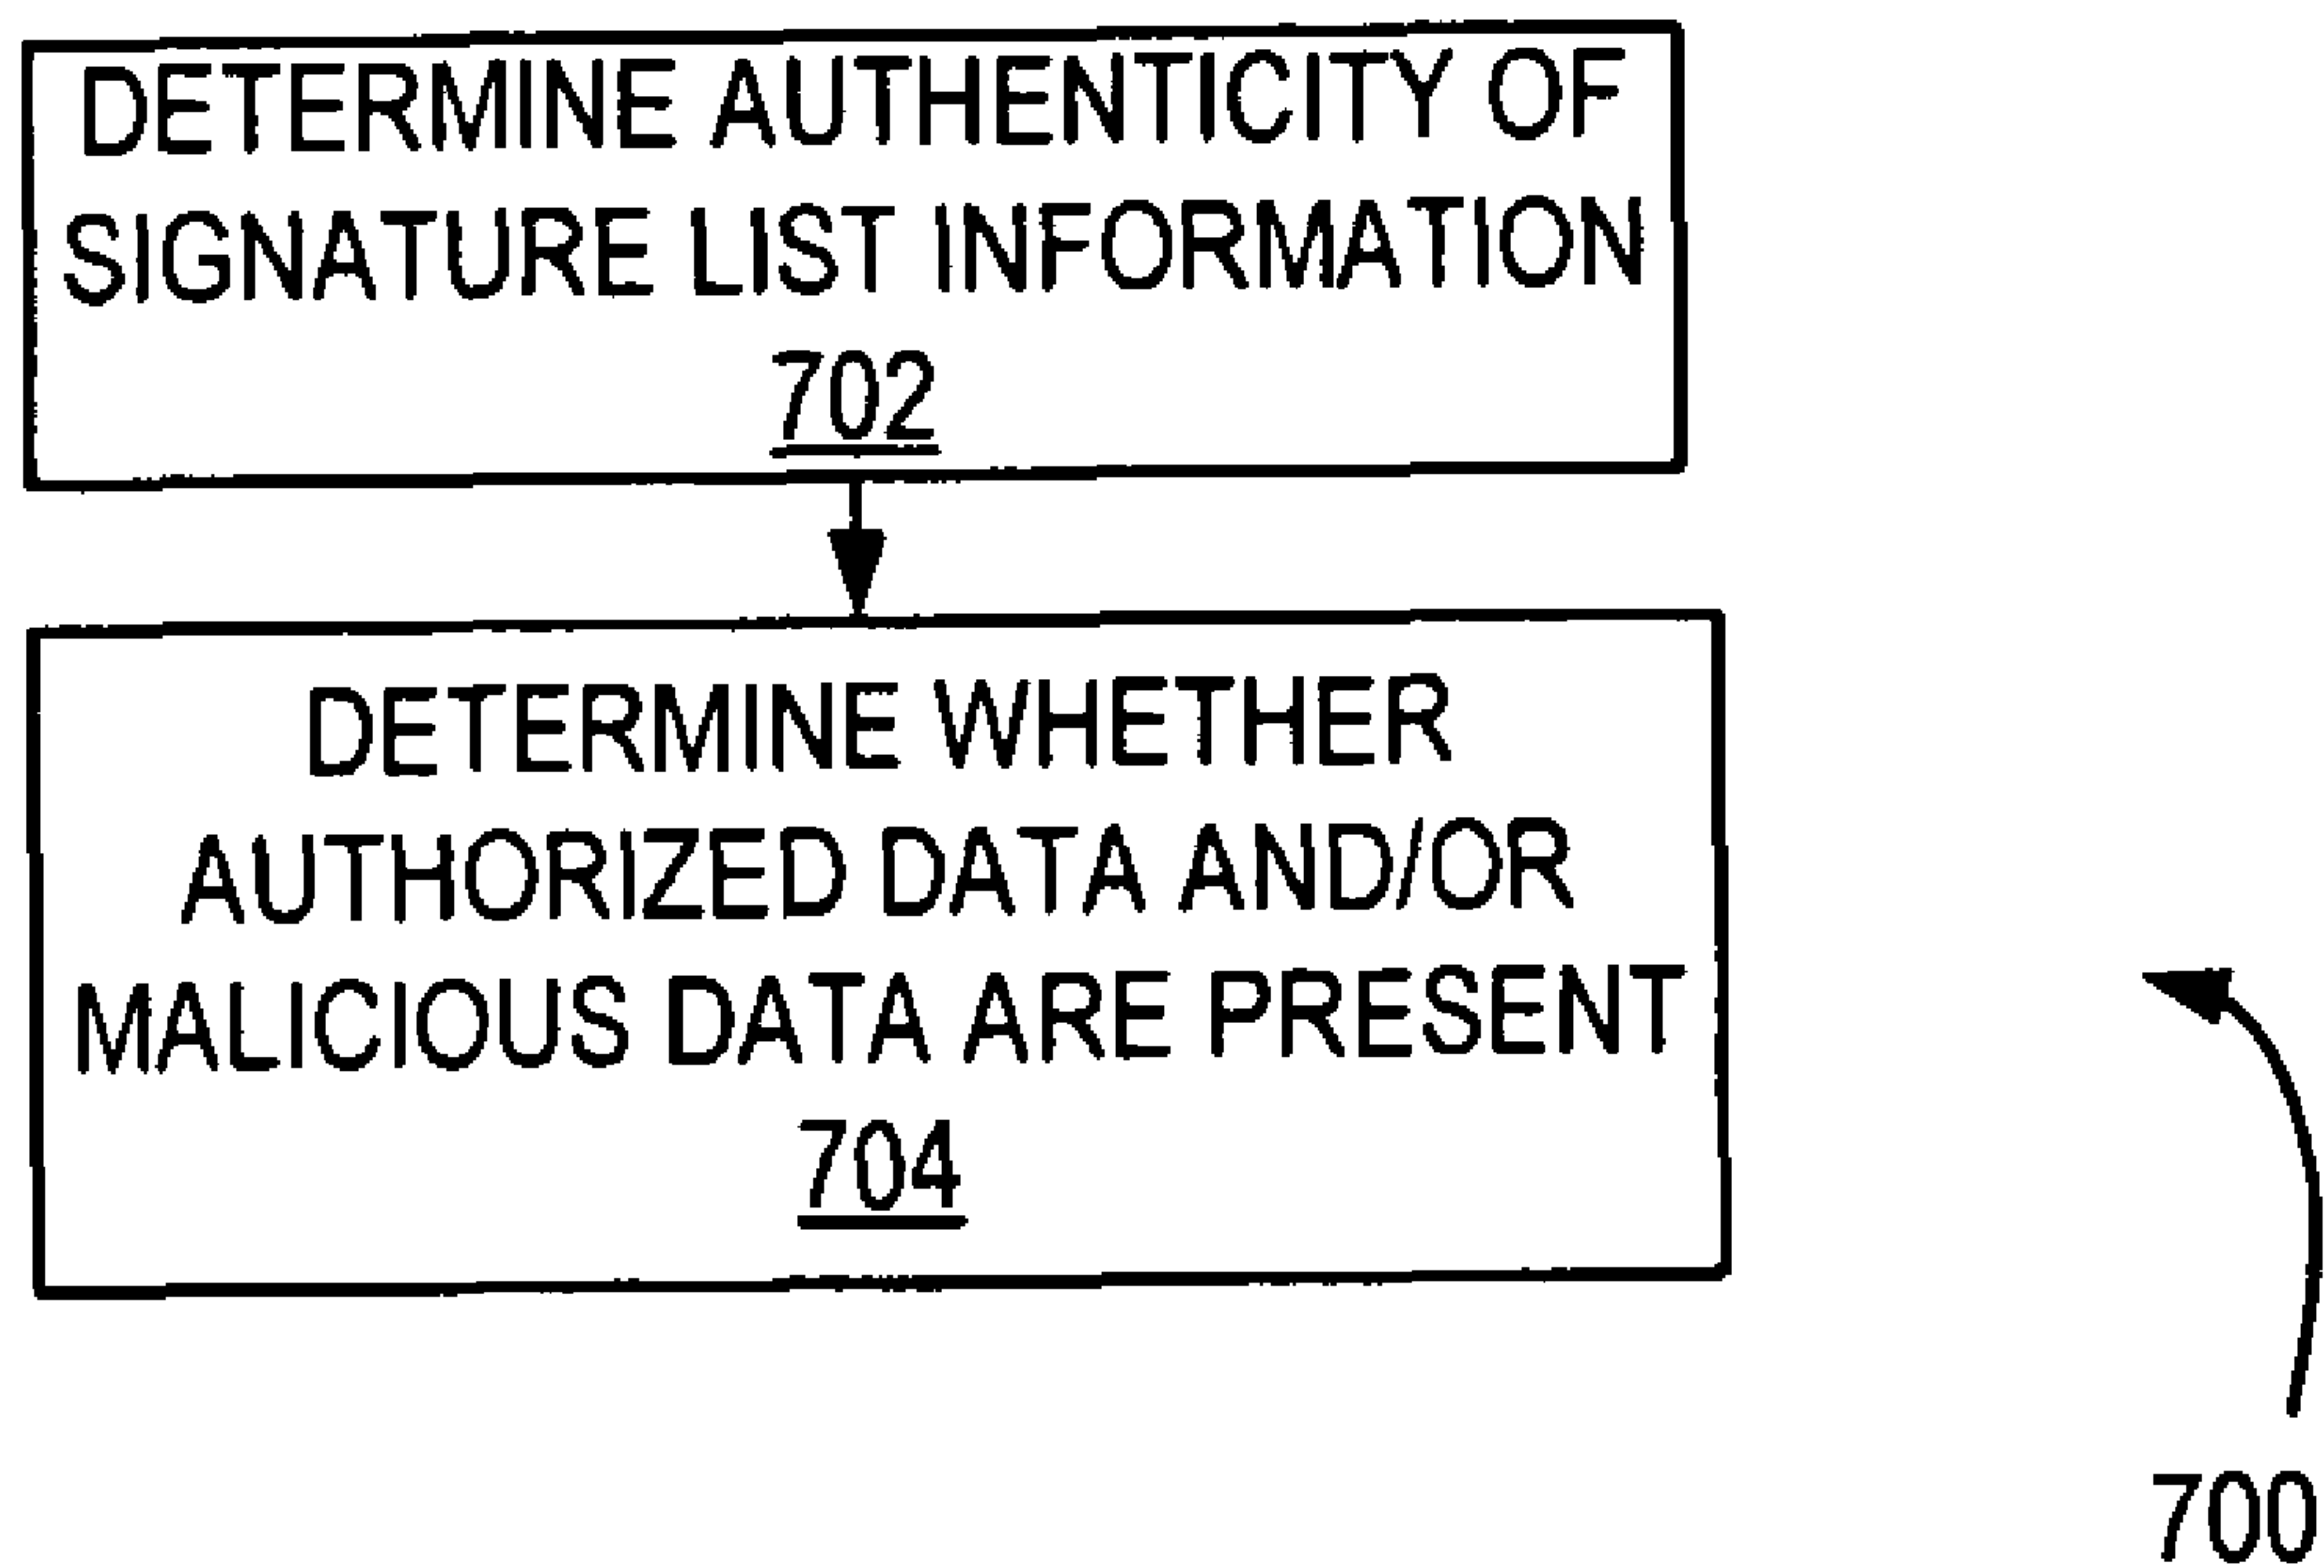 DETERMINE AUTHENTICITY OF
SIGNATURE LIST INFORMATION
702
DETERMINE WHETHER
AUTHORIZED DATA AND/OR
MALICIOUS DATA ARE PRESENT
704
700